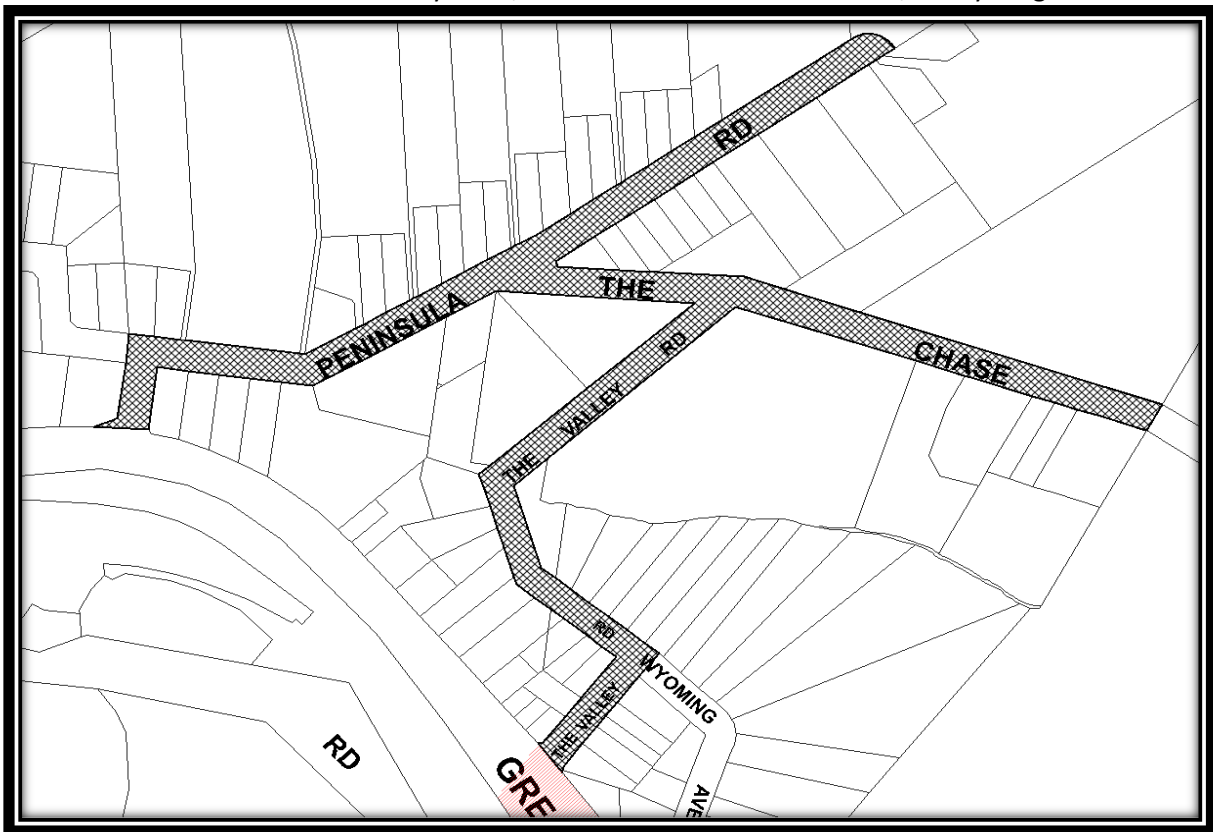 RD
PENINSULA
THE
CHASE
RD
VALLEY
THE
RD
WYOMING
THE VALLEY
AVE
RD
GRE